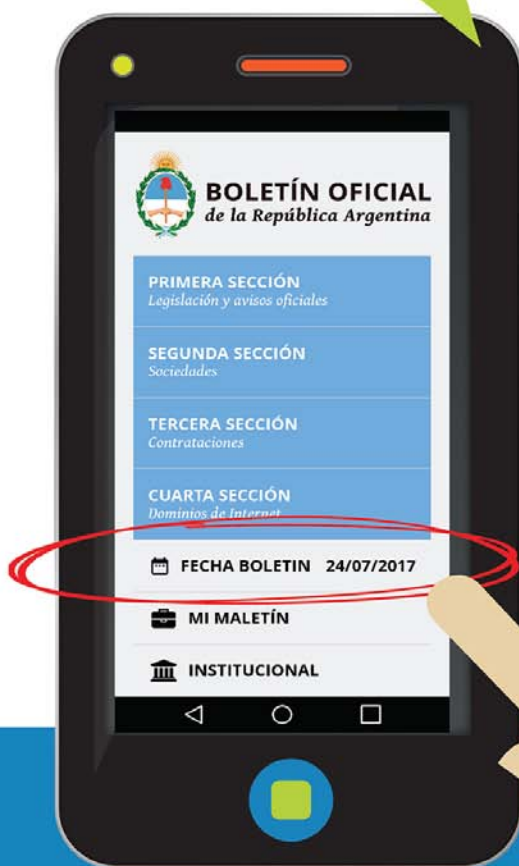 BOLETÍN OFICIAL
de la República Argentina
PRIMERA SECCIÓN
Legislación y avisos oficiales
SEGUNDA SECCIÓN
Sociedades
TERCERA SECCIÓN
Contrataciones
CUARTA SECCIÓN
Dominios de Internet
FECHA BOLETIN 24/07/2017
MI MALETÍN
INSTITUCIONAL